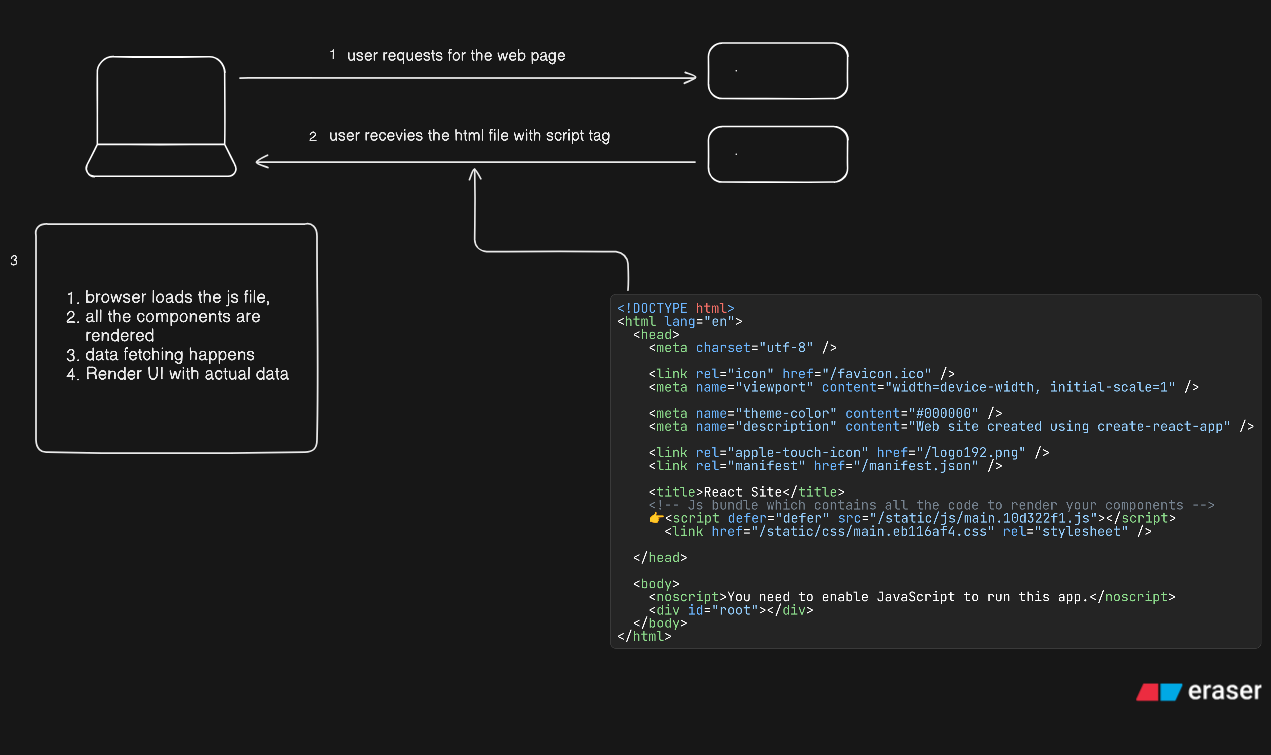 1 user requests for the web page
2 user recevies the html file with script tag
3
1. browser loads the js file,
2. all the components are
rendered
3. data fetching happens
4. Render UI with actual data
<!DOCTYPE html>
<html lang="en">
  <head>
    <meta charset="utf-8" />
    <link rel="icon" href="/favicon.ico" />
    <meta name="viewport" content="width=device-width, initial-scale=1" />
    <meta name="theme-color" content="#000000" />
    <meta name="description" content="Web site created using create-react-app" />
    <link rel="apple-touch-icon" href="/logo192.png" />
    <link rel="manifest" href="/manifest.json" />
    <title>React Site</title>
    <!-- Js bundle which contains all the code to render your components -->
    👉<script defer="defer" src="/static/js/main.10d322f1.js"></script>
      <link href="/static/css/main.eb116af4.css" rel="stylesheet" />
  </head>
  <body>
    <noscript>You need to enable JavaScript to run this app.</noscript>
    <div id="root"></div>
  </body>
</html>
eraser